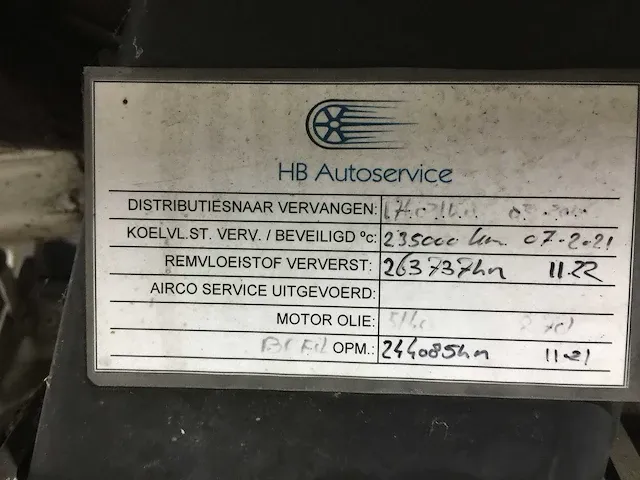 HB Autoservice
DISTRIBUTIESNAAR VERVANGEN:
KOELVL.ST. VERV. / BEVEILIGD ºc: 235000 km 07-2021
REMVLOEISTOF VERVERST: 263737km 11-22
AIRCO SERVICE UITGEVOERD:
MOTOR OLIE:
OPM.: 244085km 11-21